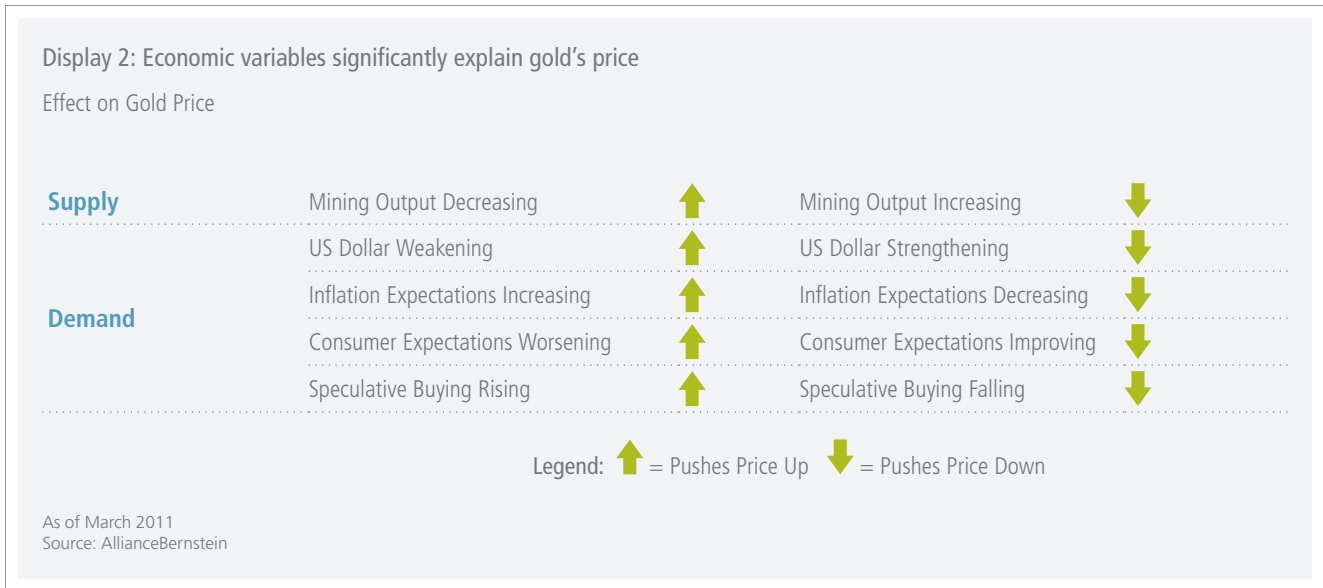 Display 2: Economic variables significantly explain gold's price
Effect on Gold Price
Supply Mining Output Decreasing Mining Output Increasing
US Dollar Weakening US Dollar Strengthening
Inflation Expectations Increasing Inflation Expectations Decreasing
Demand
Consumer Expectations Worsening Consumer Expectations Improving
Speculative Buying Rising Speculative Buying Falling
Legend: = Pushes Price Up = Pushes Price Down
As of March 2011
Source: AllianceBernstein